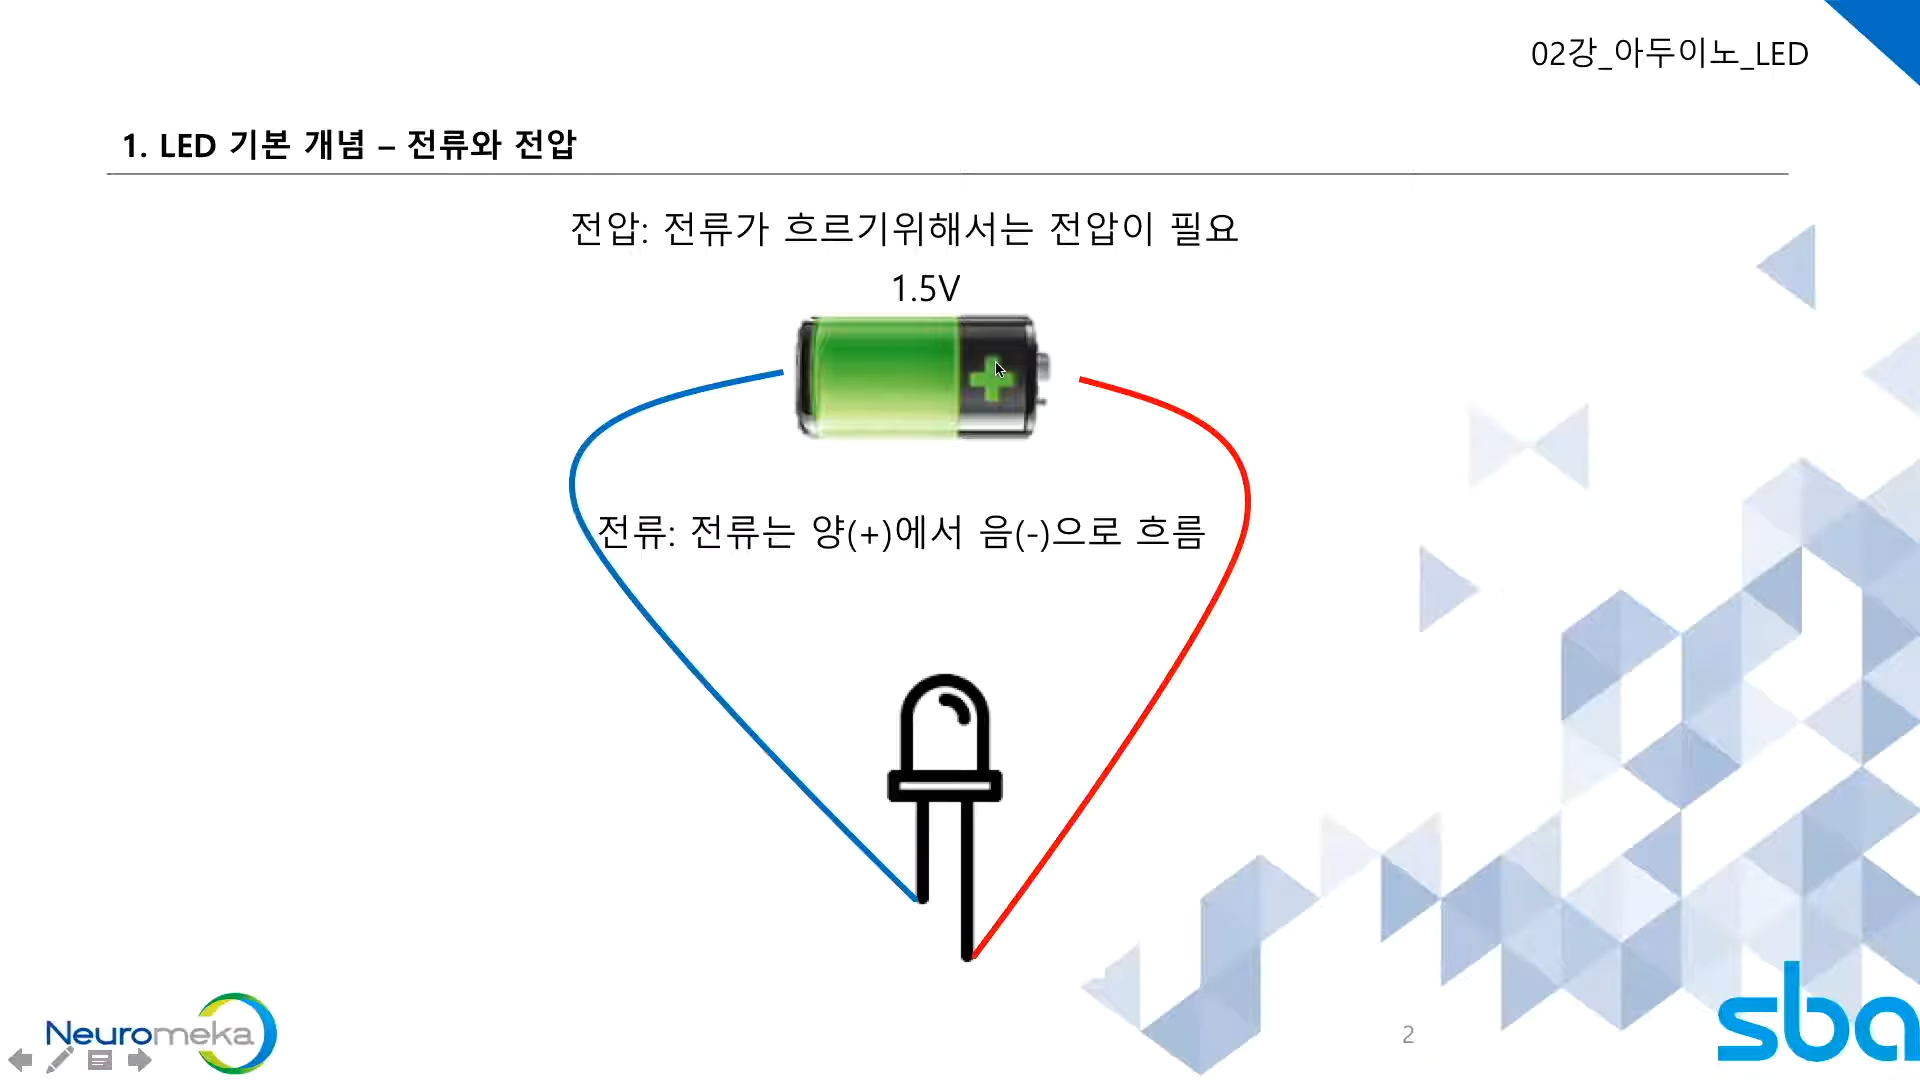 02강_아두이노_LED
1. LED 기본 개념 – 전류와 전압
전압: 전류가 흐르기위해서는 전압이 필요
1.5V
전류: 전류는 양(+)에서 음(-)으로 흐름
Neuromeka
2
sba